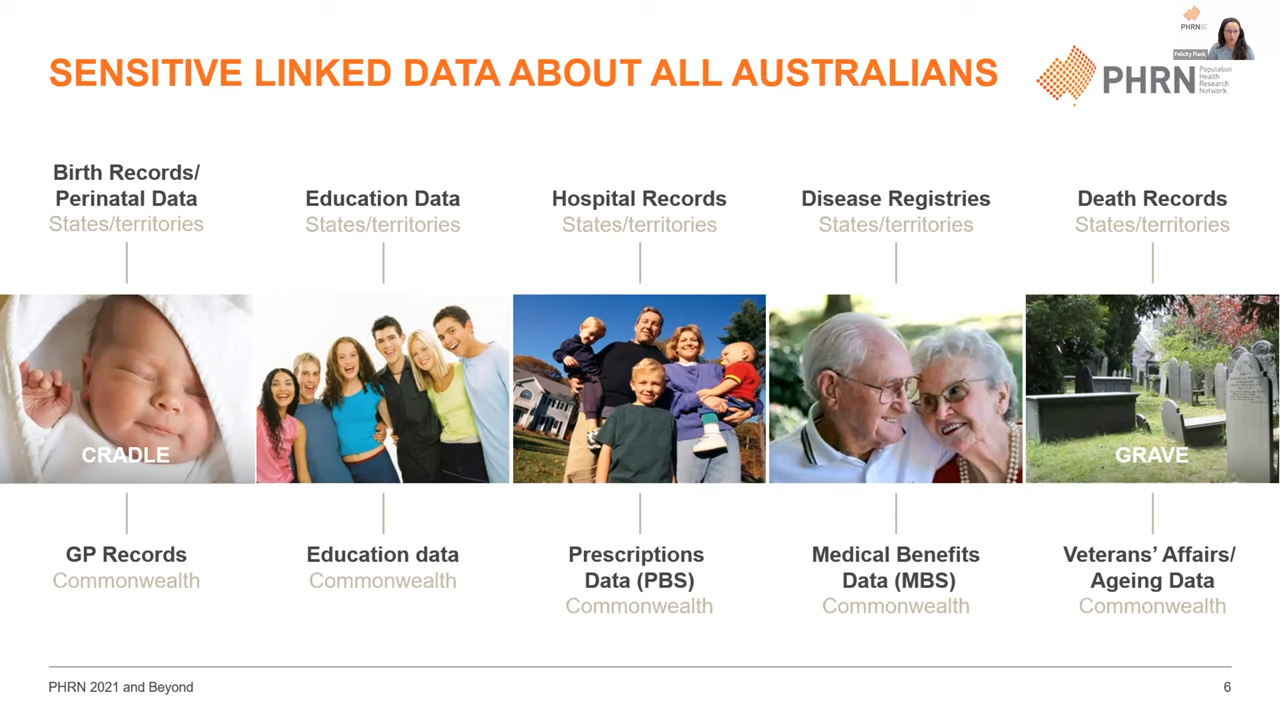 PHRN
Felicity Flack
SENSITIVE LINKED DATA ABOUT ALL AUSTRALIANS
PHRN
Population
Health
Research
Network
Birth Records/
Perinatal Data
States/territories
Education Data
States/territories
Hospital Records
States/territories
Disease Registries
States/territories
Death Records
States/territories
CRADLE
GRAVE
GP Records
Commonwealth
Education data
Commonwealth
Prescriptions
Data (PBS)
Commonwealth
Medical Benefits
Data (MBS)
Commonwealth
Veterans' Affairs/
Ageing Data
Commonwealth
PHRN 2021 and Beyond
6